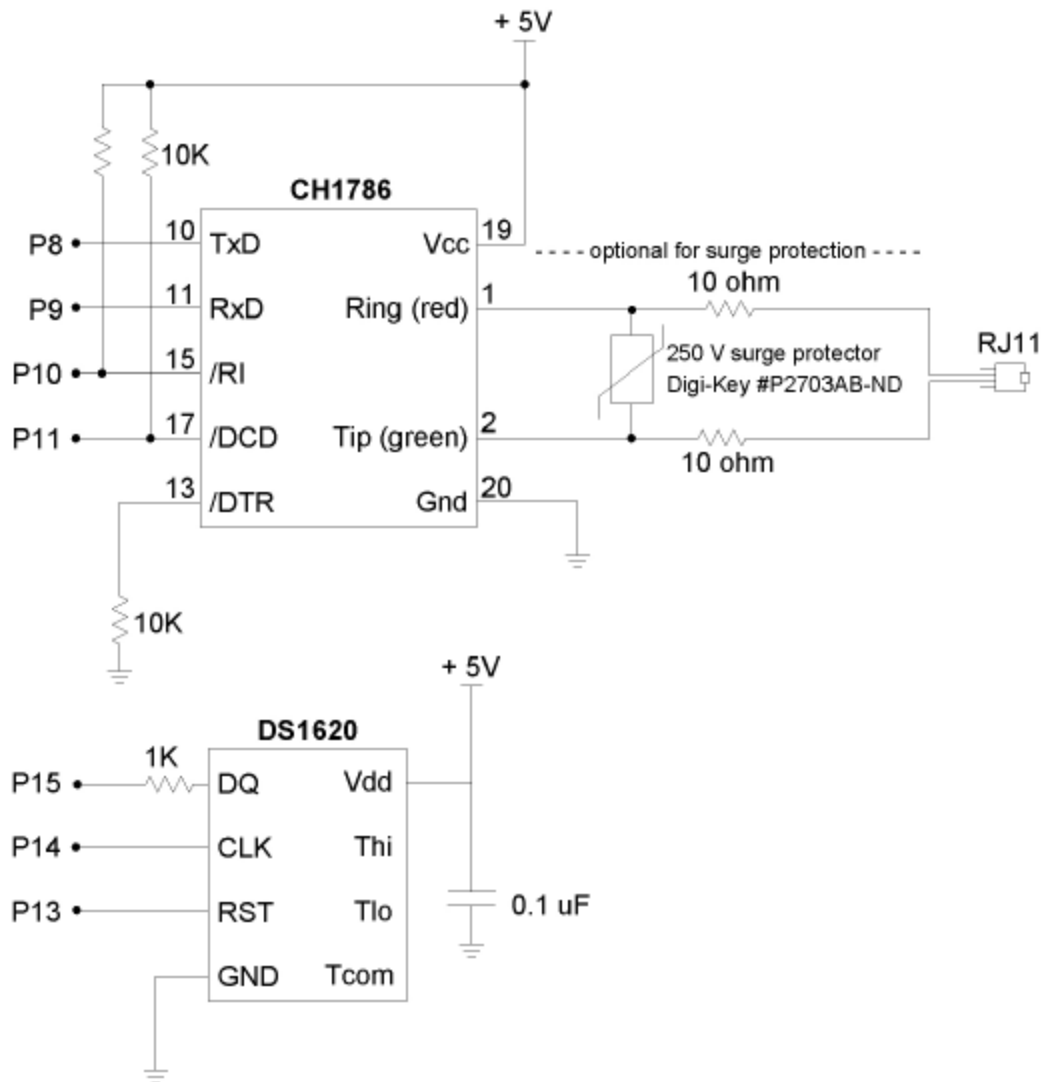 + 5V
10K
CH1786
P8 10 TxD Vcc 19
- - - - - optional for surge protection - - - - -
10 ohm
P9 11 RxD Ring (red) 1
RJ11
250 V surge protector
P10 15 /RI
Digi-Key #P2703AB-ND
P11 17 /DCD Tip (green) 2
10 ohm
13 /DTR Gnd 20
10K
+ 5V
DS1620
1K
P15 DQ Vdd
P14 CLK Thi
P13 RST Tlo
0.1 uF
GND Tcom